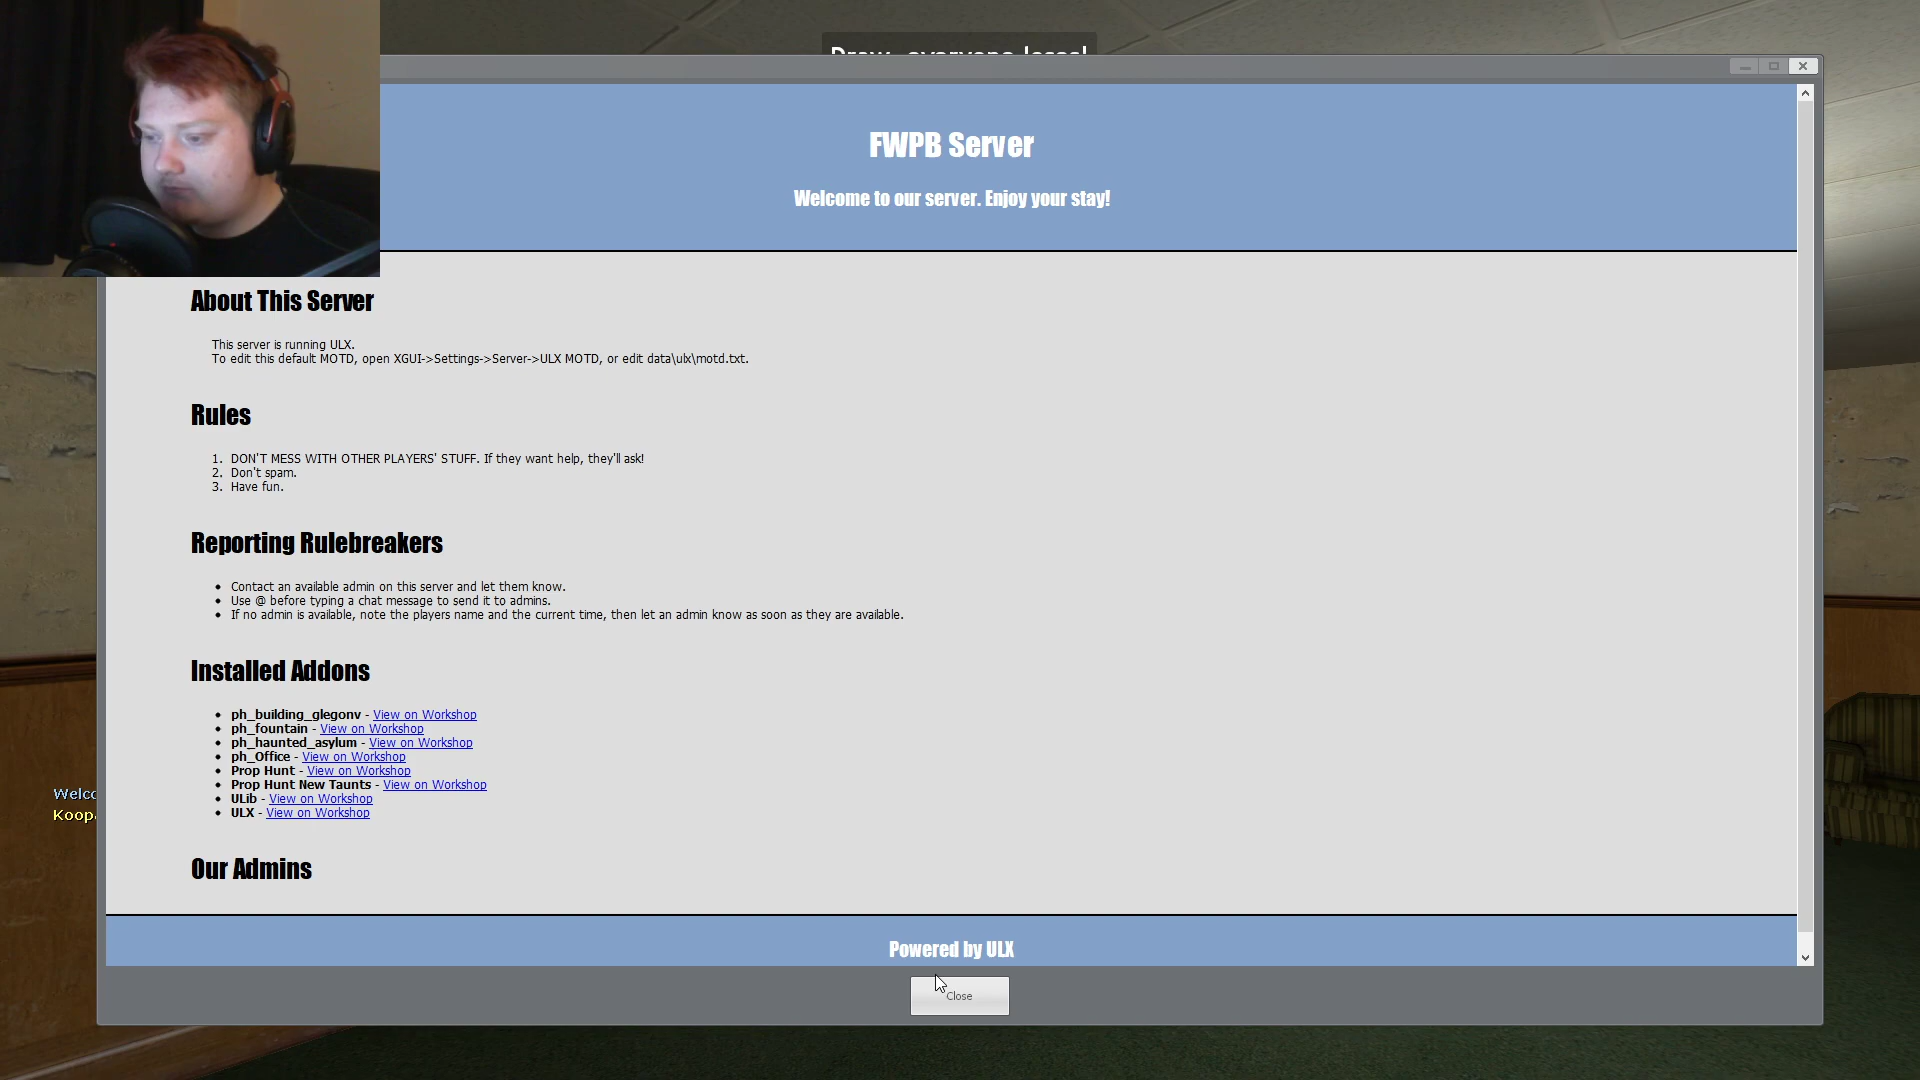 FWPB Server
Welcome to our server. Enjoy your stay!
About This Server
This server is running ULX.
To edit this default MOTD, open XGUI->Settings->Server->ULX MOTD, or edit data\ulx\motd.txt.
Rules
1. DON'T MESS WITH OTHER PLAYERS' STUFF. If they want help, they'll ask!
2. Don't spam.
3. Have fun.
Reporting Rulebreakers
• Contact an available admin on this server and let them know.
• Use @ before typing a chat message to send it to admins.
• If no admin is available, note the players name and the current time, then let an admin know as soon as they are available.
Installed Addons
• ph_building_glegonv - View on Workshop
• ph_fountain - View on Workshop
• ph_haunted_asylum - View on Workshop
• ph_Office - View on Workshop
• Prop Hunt - View on Workshop
• Prop Hunt New Taunts - View on Workshop
• ULib - View on Workshop
• ULX - View on Workshop
Our Admins
Powered by ULX
Close